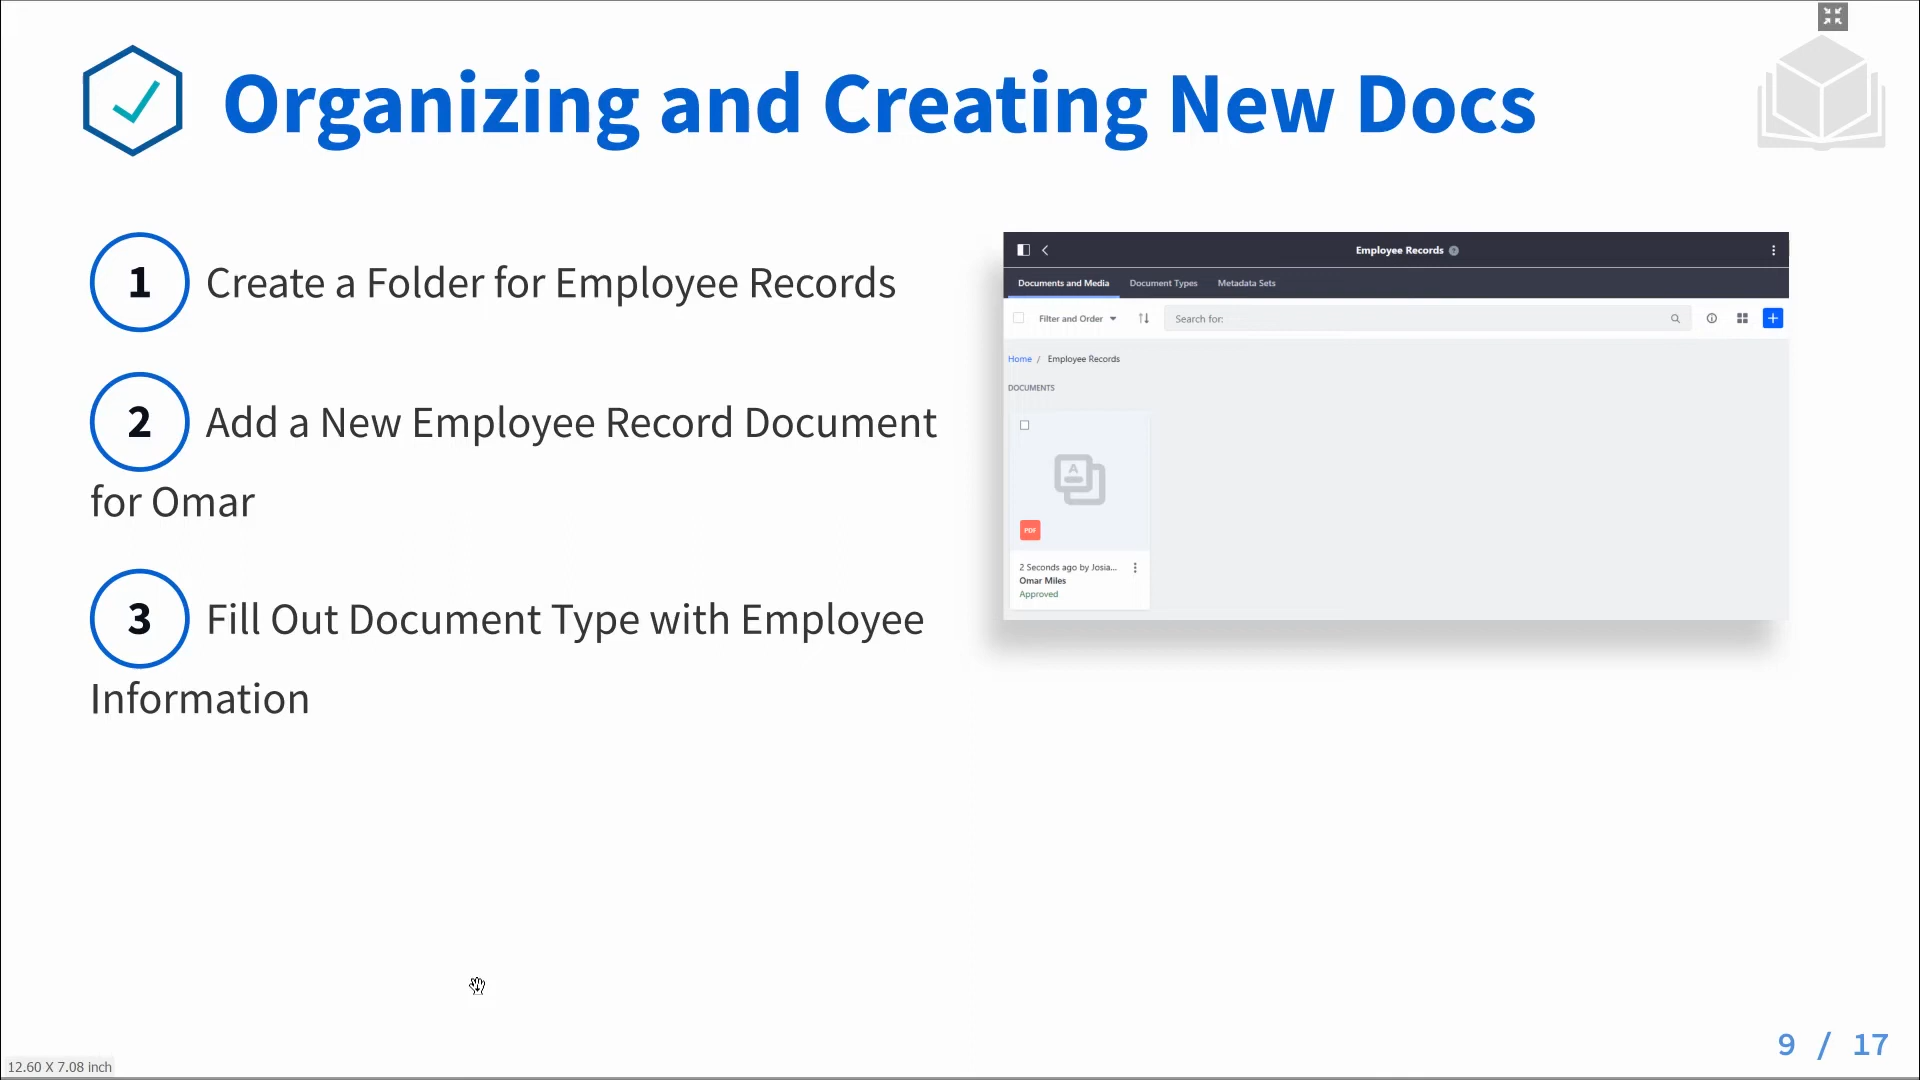 Organizing and Creating New Docs
1 Create a Folder for Employee Records
2 Add a New Employee Record Document
for Omar
3 Fill Out Document Type with Employee
Information
Employee Records
Documents and Media Document Types Metadata Sets
Filter and Order Search for:
Home / Employee Records
DOCUMENTS
A
PDF
2 Seconds ago by Josia...
Omar Miles
Approved
9 / 17
12.60 X 7.08 inch